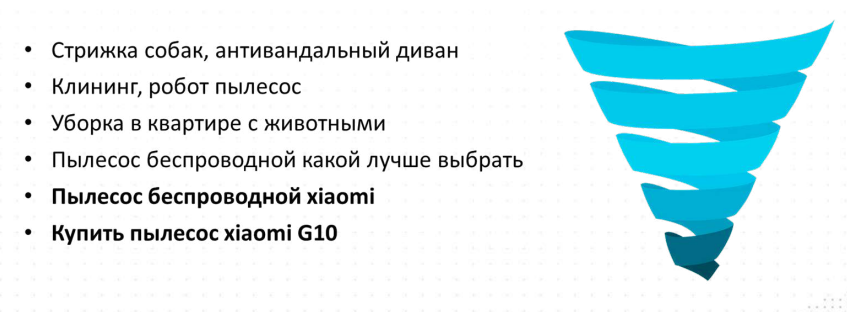 • Стрижка собак, антивандальный диван
• Клининг, робот пылесос
• Уборка в квартире с животными
• Пылесос беспроводной какой лучше выбрать
• Пылесос беспроводной xiaomi
• Купить пылесос xiaomi G10